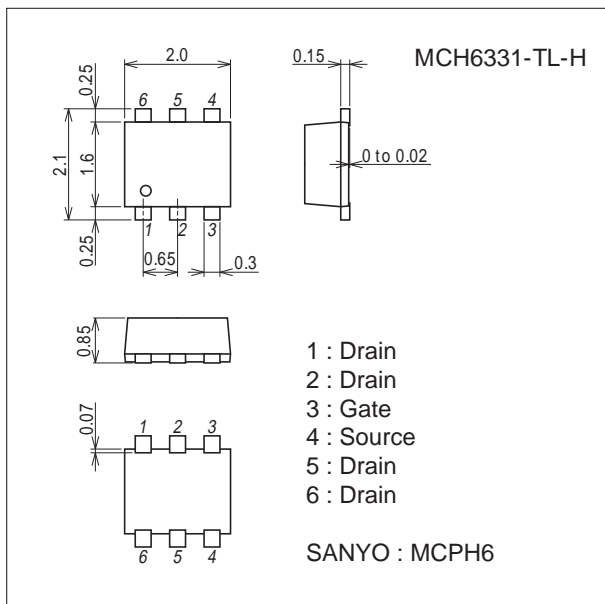 MCH6331-TL-H
2.0
0.15
0.25
6 5 4
2.1
1.6
0 to 0.02
0.25
1 2 3
0.65
0.3
0.85
1 : Drain
2 : Drain
3 : Gate
4 : Source
5 : Drain
6 : Drain
0.07
1 2 3
6 5 4
SANYO : MCPH6